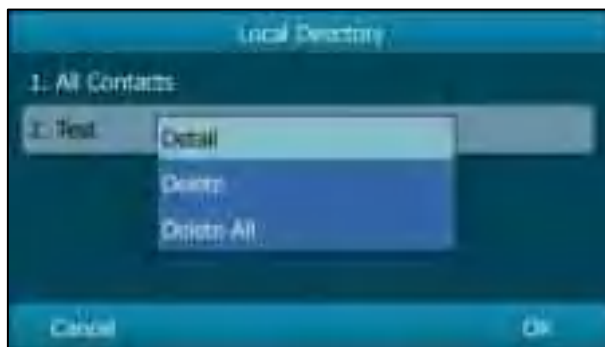 Local Directory
1. All Contacts
2. Test
Detail
Delete
Delete All
Cancel OK